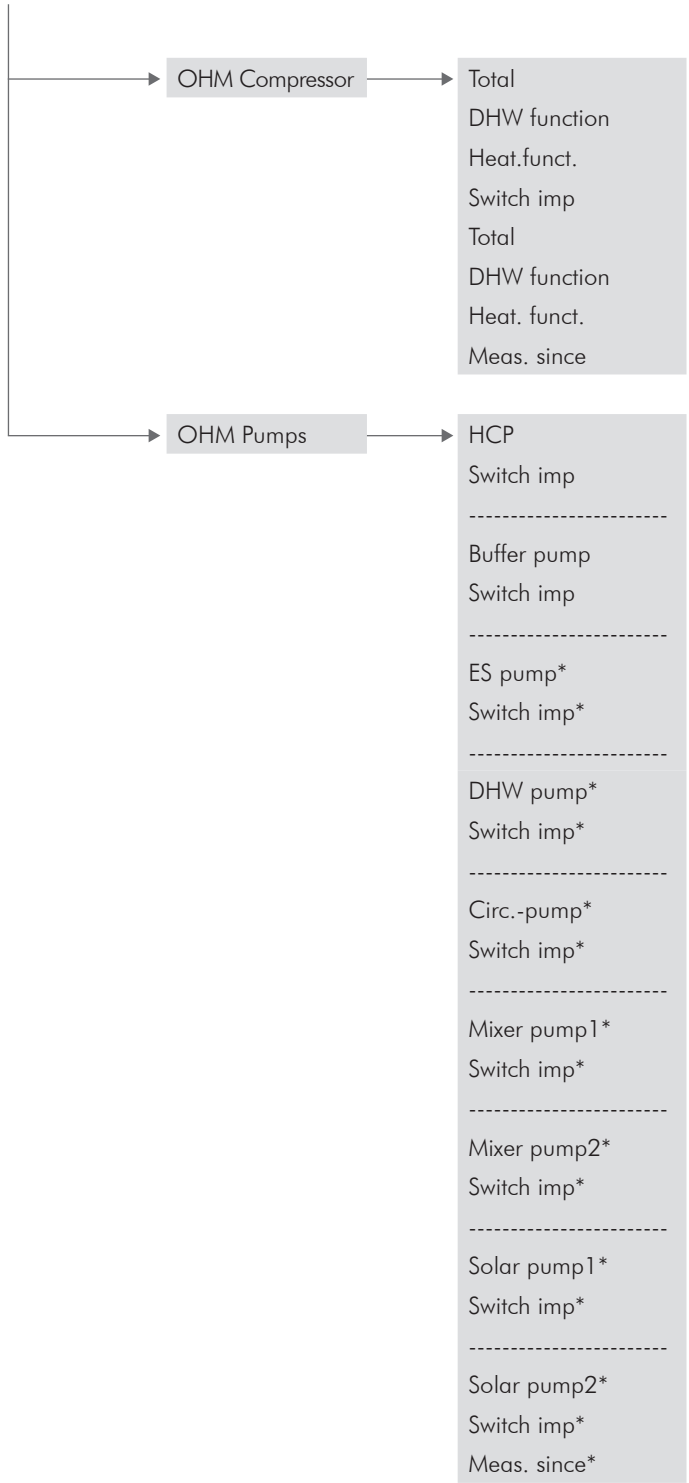 OHM Compressor
Total
DHW function
Heat.funct.
Switch imp
Total
DHW function
Heat. funct.
Meas. since
OHM Pumps
HCP
Switch imp
------------------------
Buffer pump
Switch imp
------------------------
ES pump*
Switch imp*
------------------------
DHW pump*
Switch imp*
------------------------
Circ.-pump*
Switch imp*
------------------------
Mixer pump1*
Switch imp*
------------------------
Mixer pump2*
Switch imp*
------------------------
Solar pump1*
Switch imp*
------------------------
Solar pump2*
Switch imp*
Meas. since*